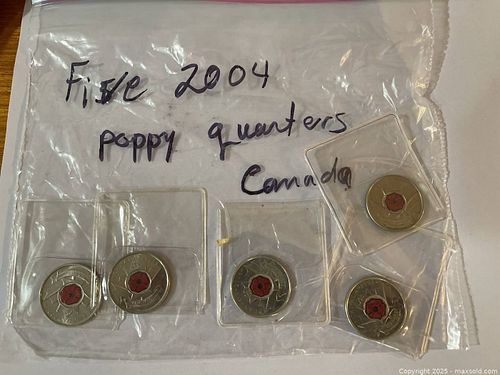 Five 2004
poppy quarters
Canada
Copyright 2025 - maxsold.com